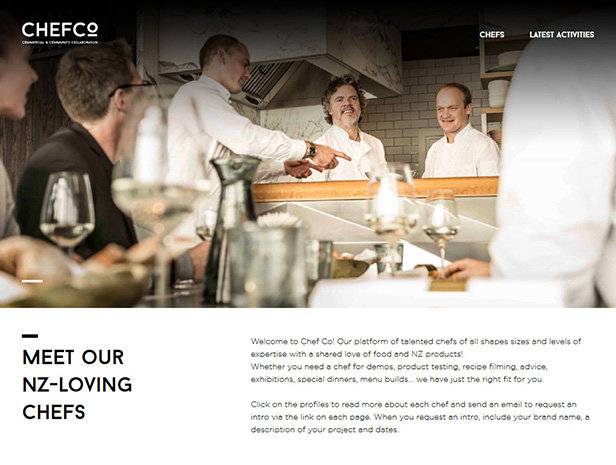 CHEFCO
COMMERCIAL & COMMUNITY COLLABORATION
CHEFS LATEST ACTIVITIES
MEET OUR
NZ-LOVING
CHEFS
Welcome to Chef Co! Our platform of talented chefs of all shapes sizes and levels of
expertise with a shared love of food and NZ products!
Whether you need a chef for demos, product testing, recipe filming, advice,
exhibitions, special dinners, menu builds... we have just the right fit for you.
Click on the profiles to read more about each chef and send an email to request an
intro via the link on each page. When you request an intro, include your brand name, a
description of your project and dates.